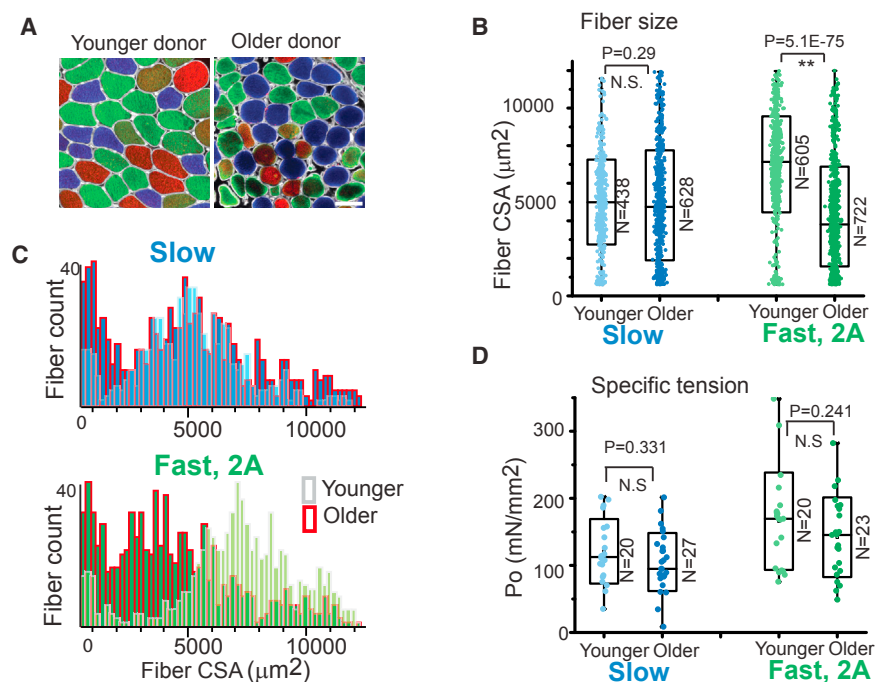 A
Younger donor
Older donor
B
Fiber size
P=0.29
N.S.
P=5.1E-75
**
10000
5000
0
Fiber CSA (μm2)
N=438
N=628
N=605
N=722
Younger Older
Younger Older
Slow
Fast, 2A
C
Slow
40
Fiber count
0
5000
10000
Fast, 2A
40
Fiber count
Younger
Older
0
5000
10000
Fiber CSA (μm2)
D
Specific tension
P=0.331
N.S
P=0.241
N.S
300
200
100
0
Po (mN/mm2)
N=20
N=27
N=20
N=23
Younger Older
Younger Older
Slow
Fast, 2A